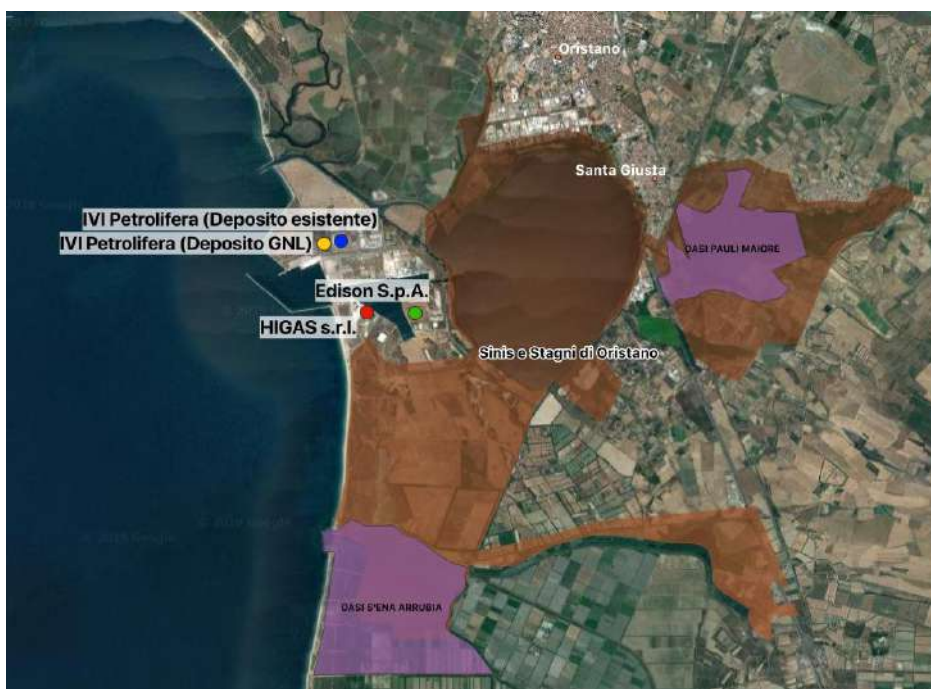 Oristano
Santa Giusta
IVI Petrolifera (Deposito esistente)
IVI Petrolifera (Deposito GNL)
OASI PAULI MAIORE
Edison S.p.A.
HIGAS s.r.l.
Sinis e Stagni di Oristano
OASI S'ENA ARRUBIA